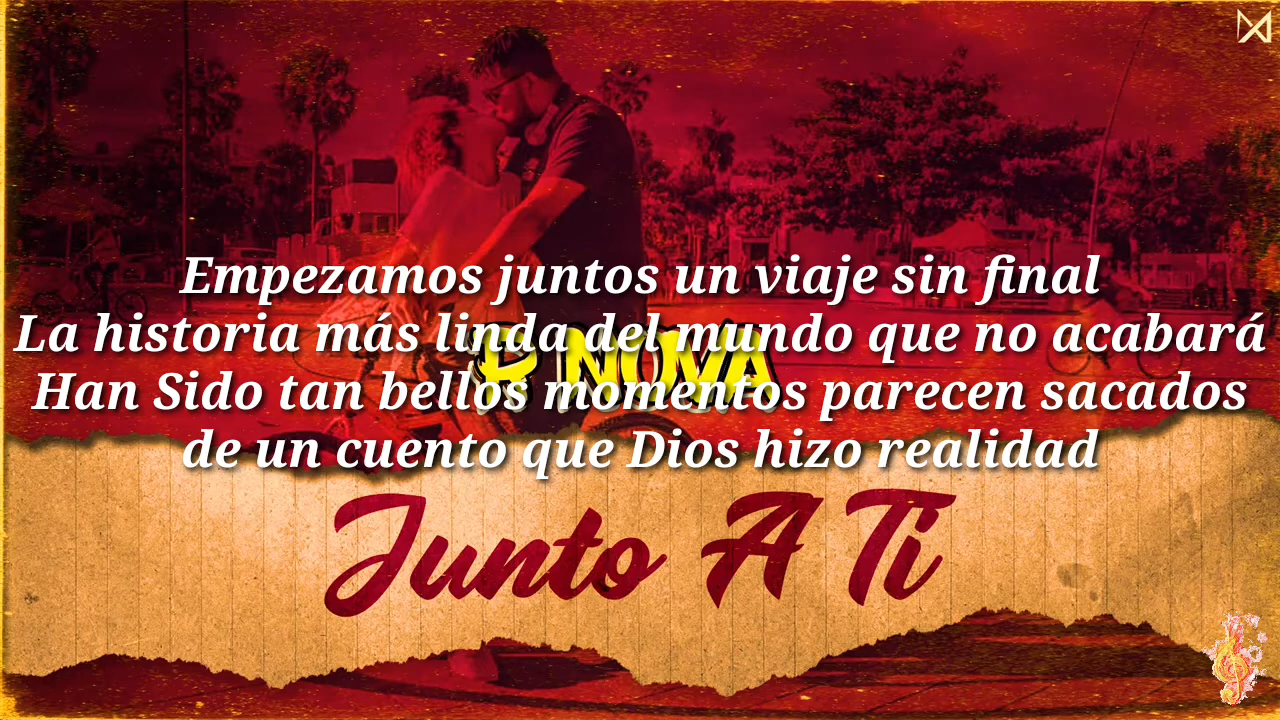 Empezamos juntos un viaje sin final
La historia más linda del mundo que no acabará
Han Sido tan bellos momentos parecen sacados
de un cuento que Dios hizo realidad
NOVA
Junto A Ti